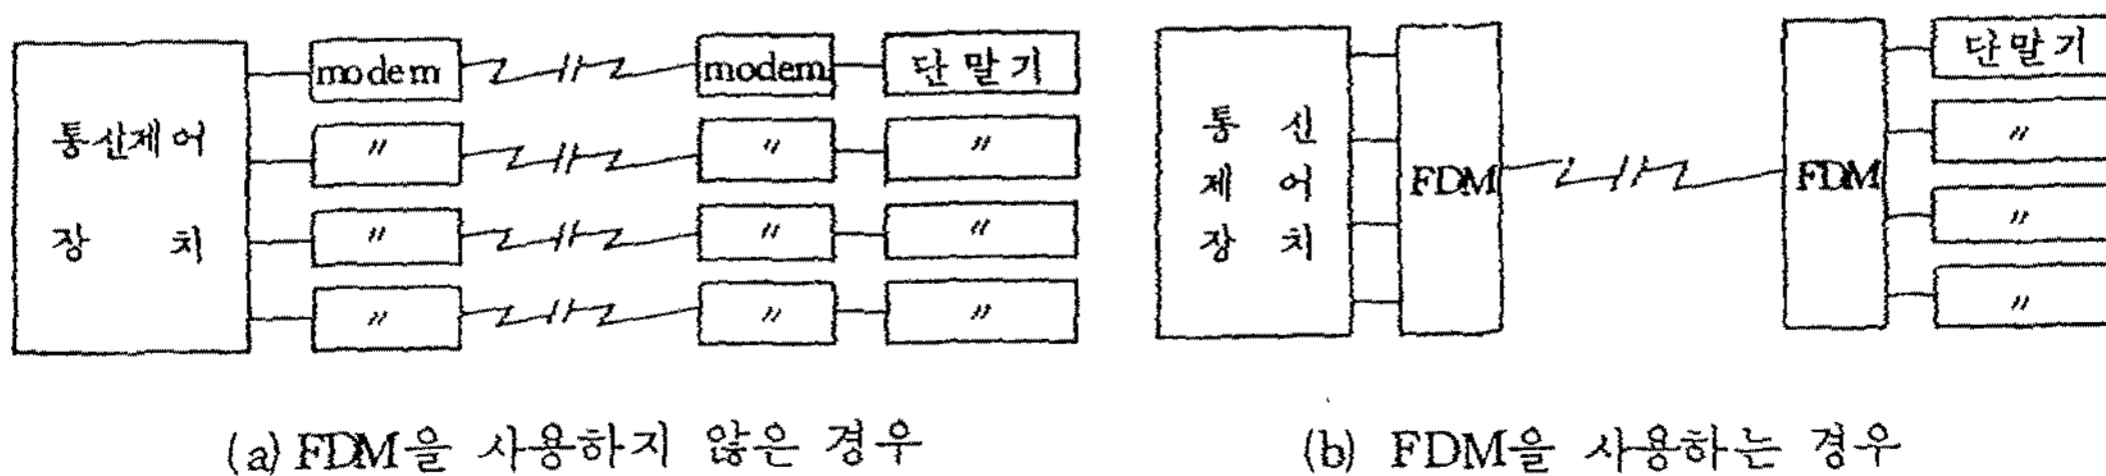 modem modem 단말기
통산제어
장 치
〃 〃 〃
〃 〃 〃
〃 〃 〃
(a) FDM을 사용하지 않은 경우
통 신
제 어
장 치
FDM FDM
단말기
〃
〃
〃
(b) FDM을 사용하는 경우